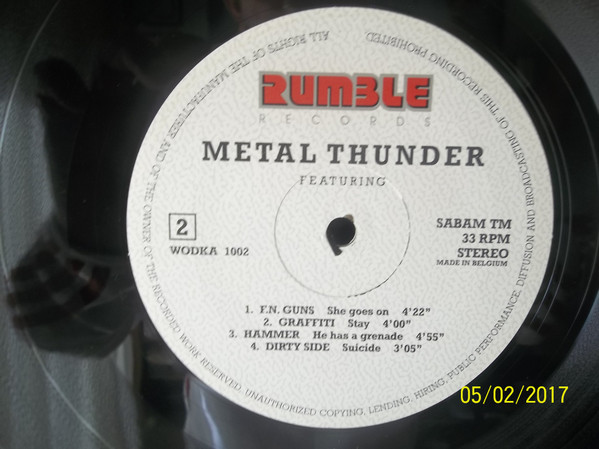 RUMBLE
RECORDS
METAL THUNDER
FEATURING
2
WODKA 1002
SABAM TM
33 RPM
STEREO
MADE IN BELGIUM
1. F.N. GUNS She goes on 4'22"
2. GRAFFITI Stay 4'00"
3. HAMMER He has a grenade 4'55"
4. DIRTY SIDE Suicide 3'05"
ALL RIGHTS OF THE MANUFACTURER AND OF THE OWNER OF THE RECORDED WORK RESERVED. UNAUTHORIZED COPYING, LENDING, HIRING, PUBLIC PERFORMANCE, DIFFUSION AND BROADCASTING OF THIS RECORDING PROHIBITED.
05/02/2017